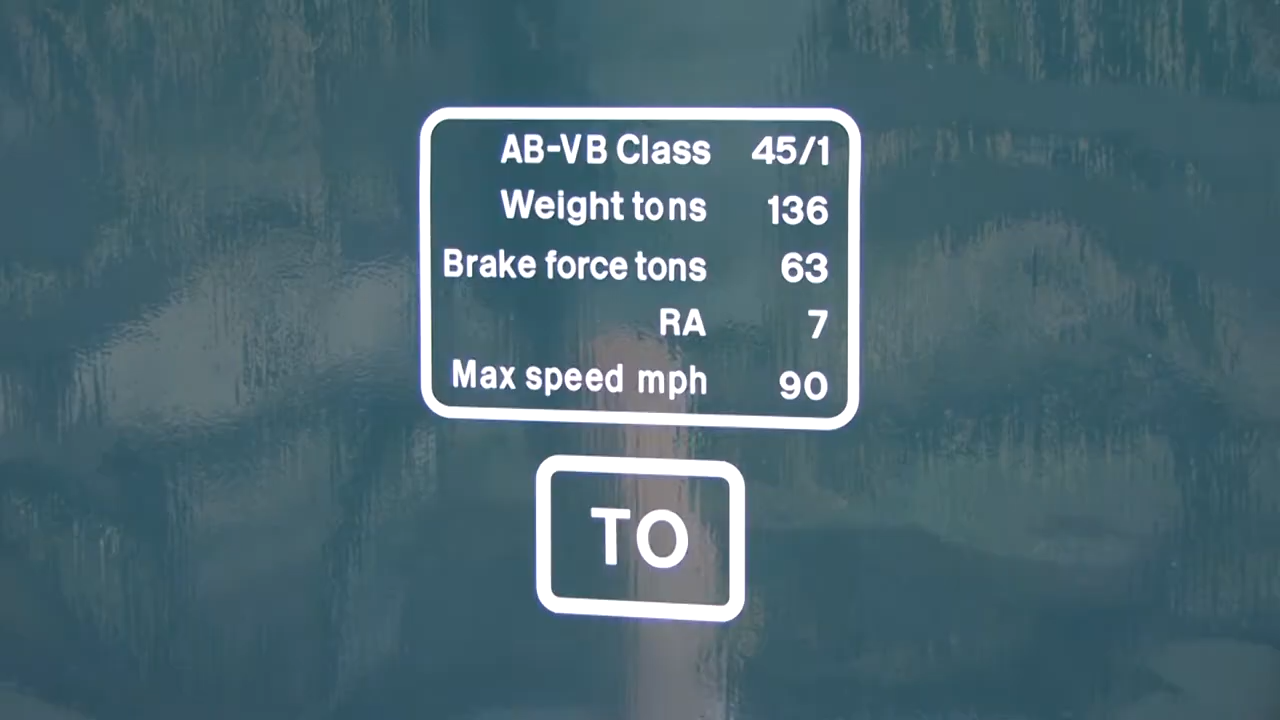 AB-VB Class 45/1
Weight tons 136
Brake force tons 63
RA 7
Max speed mph 90
TO